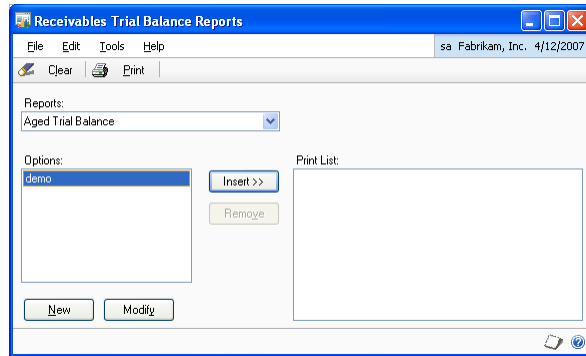 Receivables Trial Balance Reports
File Edit Tools Help sa Fabrikam, Inc. 4/12/2007
Clear Print
Reports:
Aged Trial Balance
Options: Print List:
demo
Insert >>
Remove
New Modify